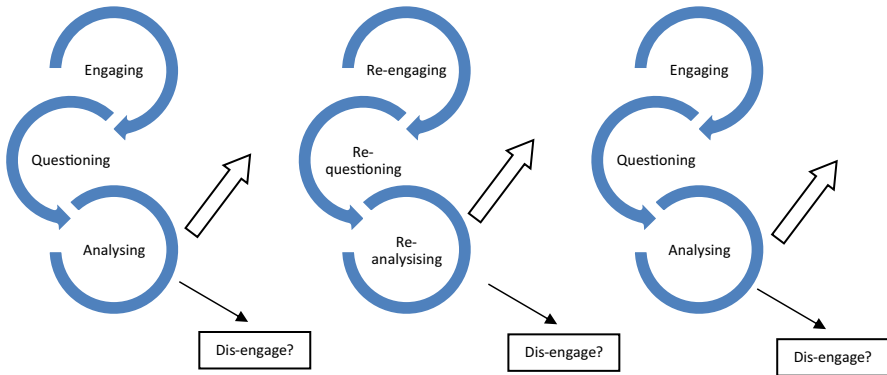 Engaging
Questioning
Analysing
Dis-engage?
Re-engaging
Re-
questioning
Re-
analysising
Dis-engage?
Engaging
Questioning
Analysing
Dis-engage?